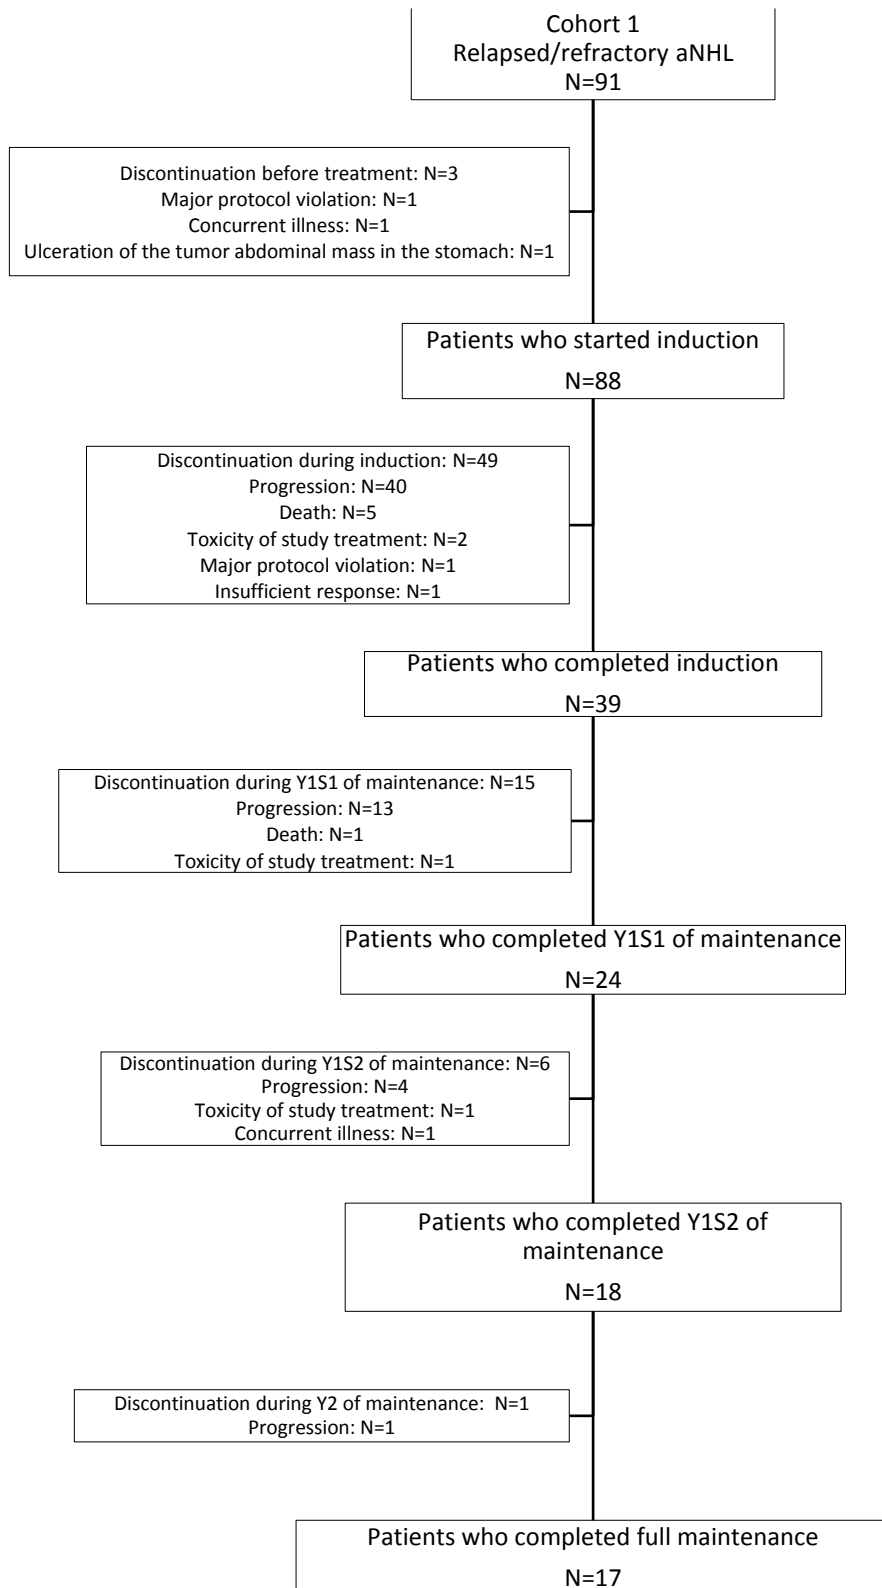 Cohort 1
Relapsed/refractory aNHL
N=91
Discontinuation before treatment: N=3
Major protocol violation: N=1
Concurrent illness: N=1
Ulceration of the tumor abdominal mass in the stomach: N=1
Patients who started induction
N=88
Discontinuation during induction: N=49
Progression: N=40
Death: N=5
Toxicity of study treatment: N=2
Major protocol violation: N=1
Insufficient response: N=1
Patients who completed induction
N=39
Discontinuation during Y1S1 of maintenance: N=15
Progression: N=13
Death: N=1
Toxicity of study treatment: N=1
Patients who completed Y1S1 of maintenance
N=24
Discontinuation during Y1S2 of maintenance: N=6
Progression: N=4
Toxicity of study treatment: N=1
Concurrent illness: N=1
Patients who completed Y1S2 of
maintenance
N=18
Discontinuation during Y2 of maintenance:  N=1
Progression: N=1
Patients who completed full maintenance
N=17